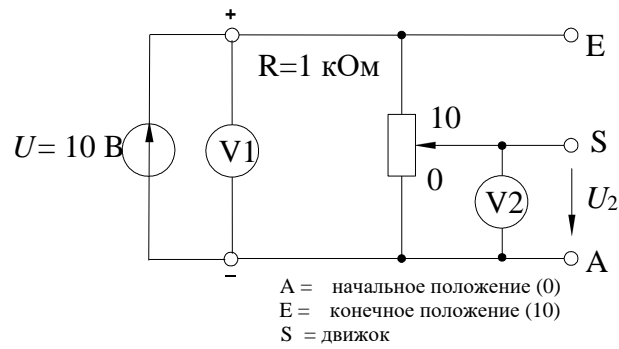 +
E
R=1 кОм
10
S
U= 10 В
V1
0
V2
U2
–
A
A = начальное положение (0)
E = конечное положение (10)
S = движок